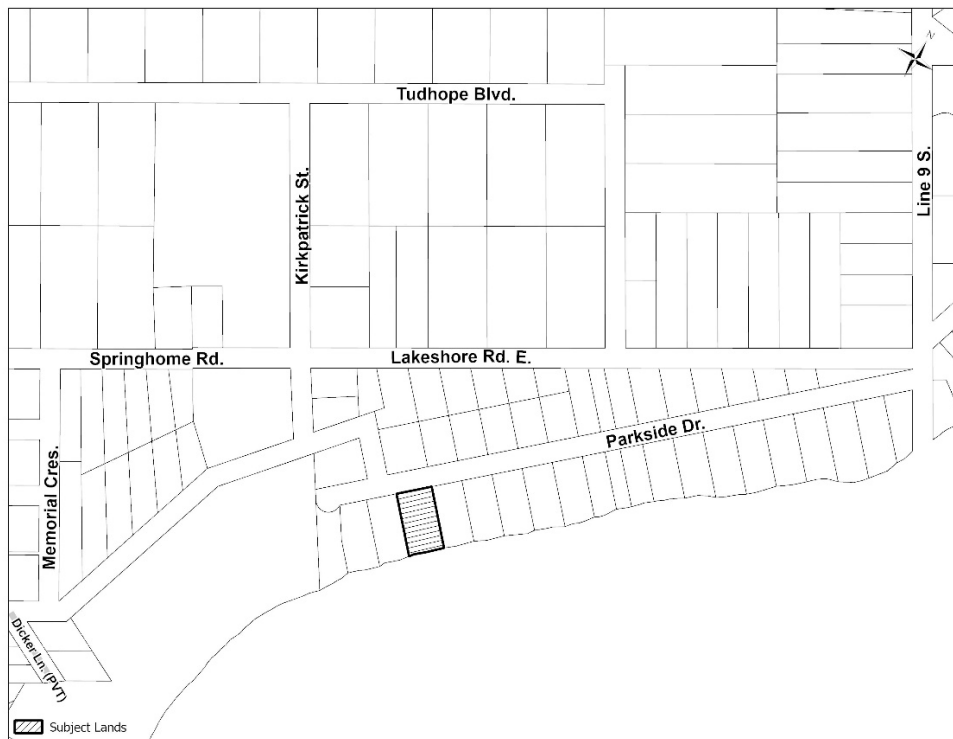 N
Tudhope Blvd.
Kirkpatrick St.
Line 9 S.
Springhome Rd.
Lakeshore Rd. E.
Parkside Dr.
Memorial Cres.
Dicker Ln. (PVT)
Subject Lands